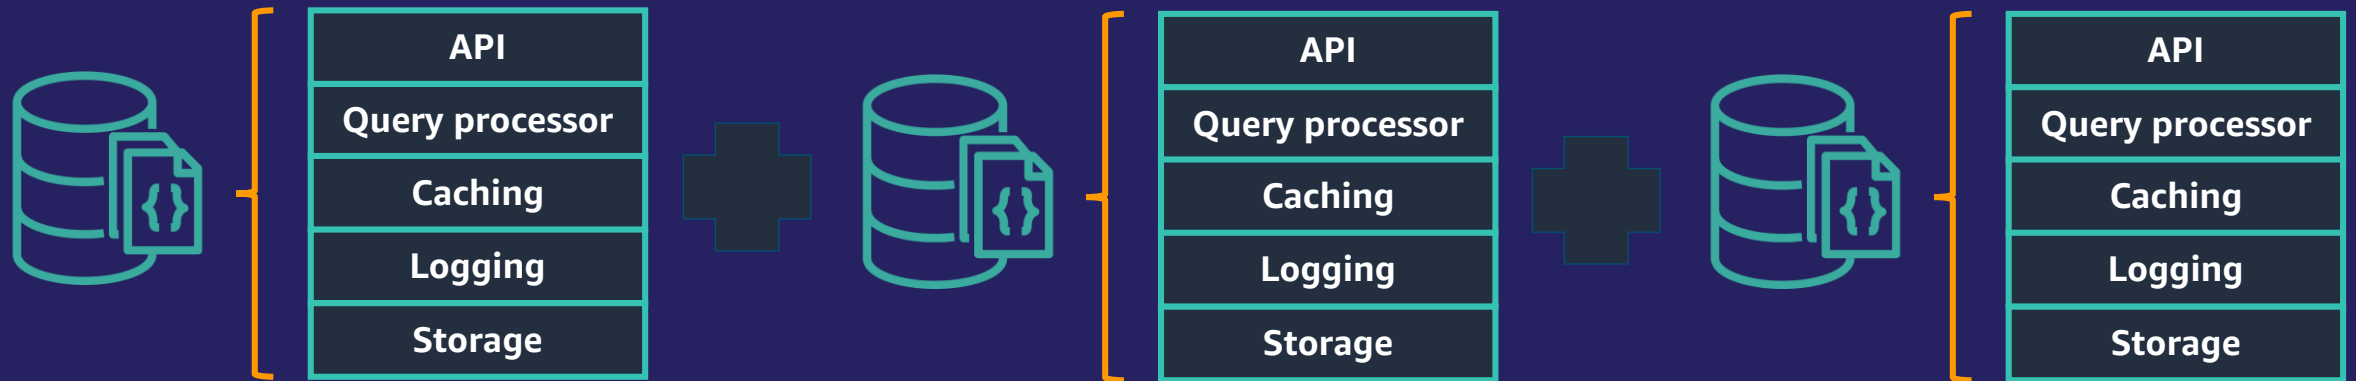 API
Query processor
Caching
Logging
Storage
{}
API
Query processor
Caching
Logging
Storage
{}
API
Query processor
Caching
Logging
Storage
{}